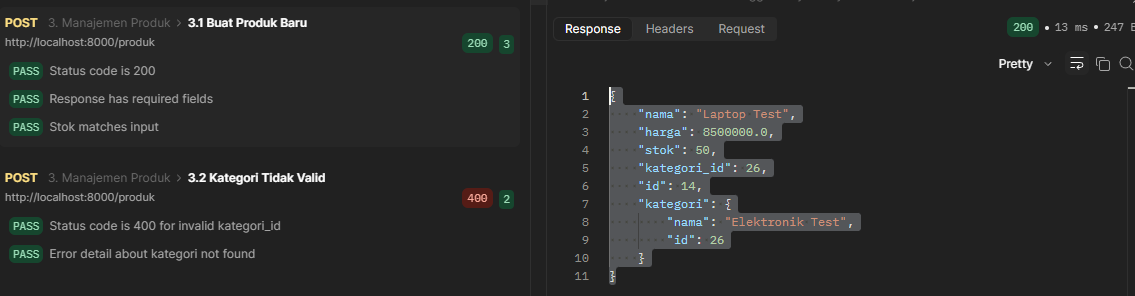 POST 3. Manajemen Produk > 3.1 Buat Produk Baru
http://localhost:8000/produk 200 3
PASS Status code is 200
PASS Response has required fields
PASS Stok matches input
POST 3. Manajemen Produk > 3.2 Kategori Tidak Valid
http://localhost:8000/produk 400 2
PASS Status code is 400 for invalid kategori_id
PASS Error detail about kategori not found
Response Headers Request 200 • 13 ms • 247
Pretty
1 {
2 "nama": "Laptop Test",
3 "harga": 8500000.0,
4 "stok": 50,
5 "kategori_id": 26,
6 "id": 14,
7 "kategori": {
8 "nama": "Elektronik Test",
9 "id": 26
10 }
11 }